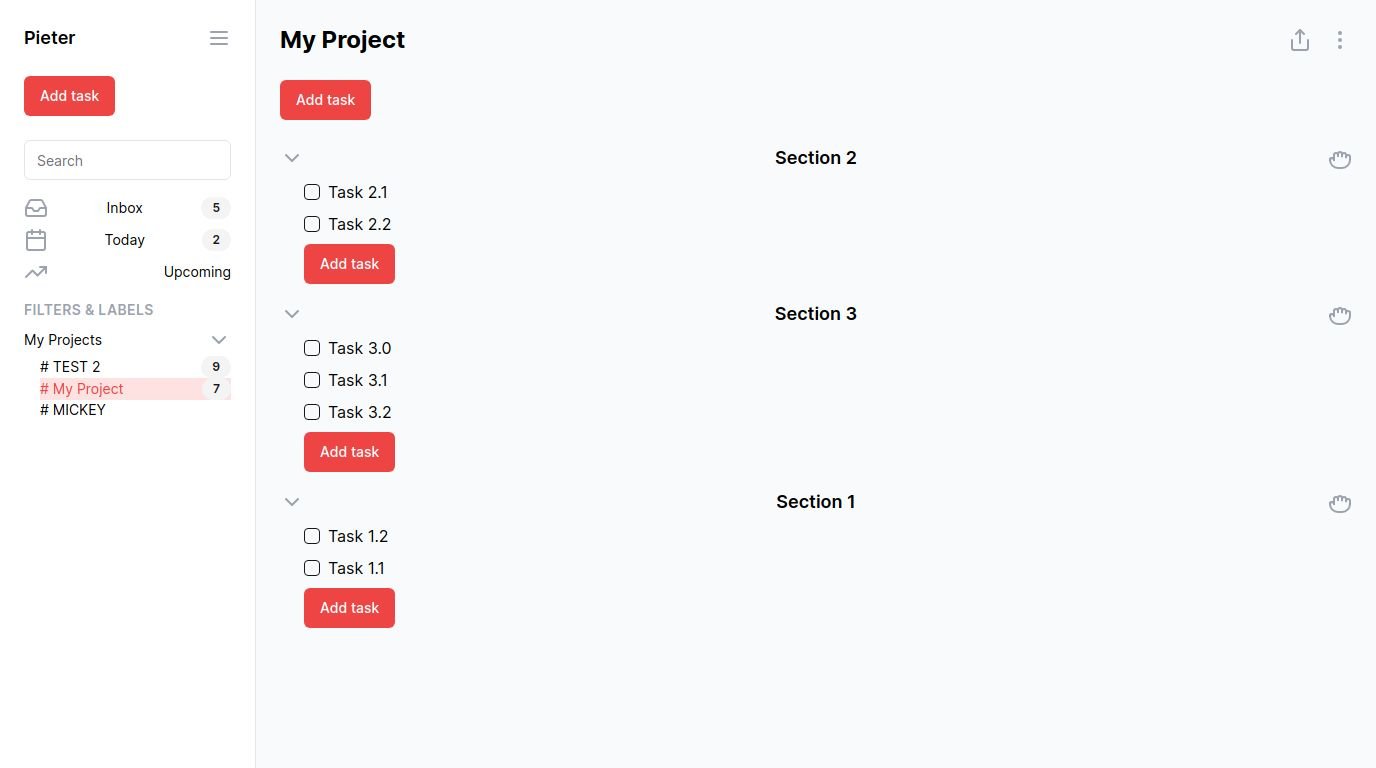 Pieter
Add task
Search
Inbox 5
Today 2
Upcoming
FILTERS & LABELS
My Projects
# TEST 2 9
# My Project 7
# MICKEY
My Project
Add task
Section 2
Task 2.1
Task 2.2
Add task
Section 3
Task 3.0
Task 3.1
Task 3.2
Add task
Section 1
Task 1.2
Task 1.1
Add task